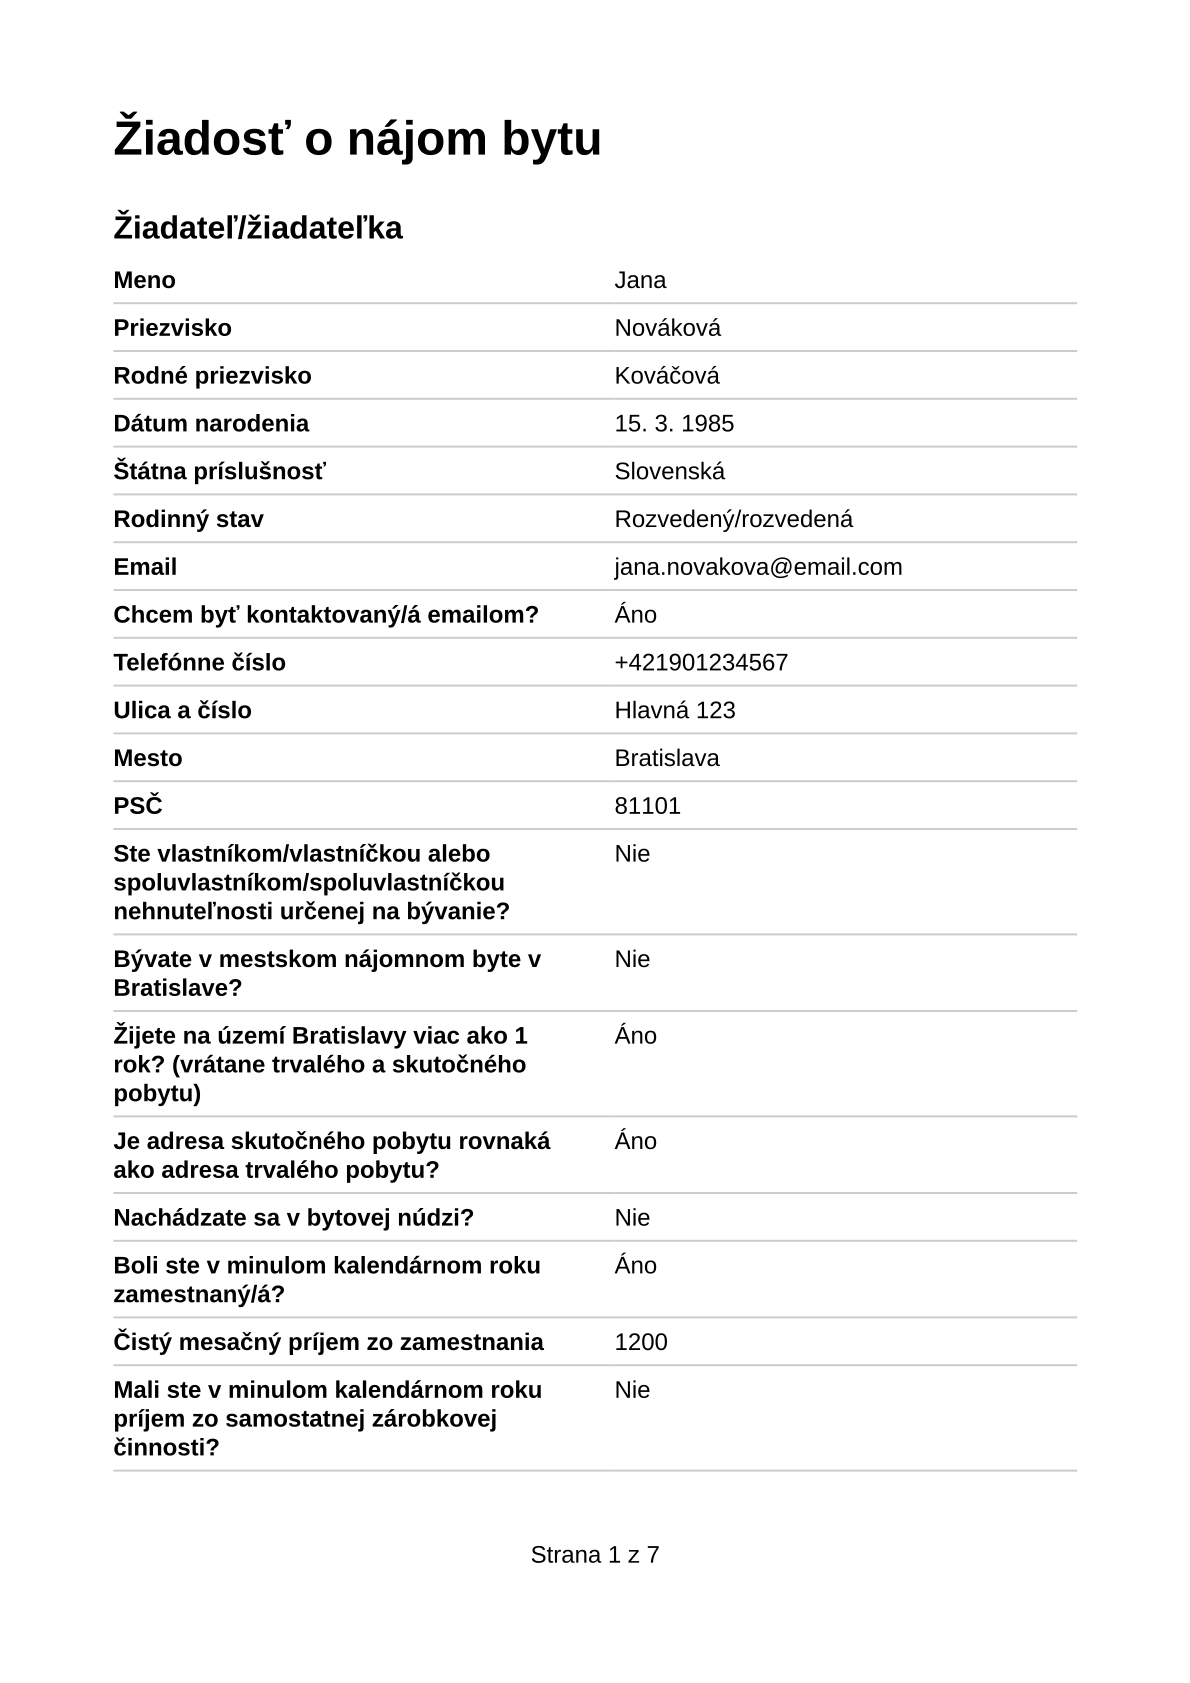 Žiadosť o nájom bytu
Žiadateľ/žiadateľka
Meno Jana
Priezvisko Nováková
Rodné priezvisko Kováčová
Dátum narodenia 15. 3. 1985
Štátna príslušnosť Slovenská
Rodinný stav Rozvedený/rozvedená
Email jana.novakova@email.com
Chcem byť kontaktovaný/á emailom? Áno
Telefónne číslo +421901234567
Ulica a číslo Hlavná 123
Mesto Bratislava
PSČ 81101
Ste vlastníkom/vlastníčkou alebo Nie
spoluvlastníkom/spoluvlastníčkou
nehnuteľnosti určenej na bývanie?
Bývate v mestskom nájomnom byte v Nie
Bratislave?
Žijete na území Bratislavy viac ako 1 Áno
rok? (vrátane trvalého a skutočného
pobytu)
Je adresa skutočného pobytu rovnaká Áno
ako adresa trvalého pobytu?
Nachádzate sa v bytovej núdzi? Nie
Boli ste v minulom kalendárnom roku Áno
zamestnaný/á?
Čistý mesačný príjem zo zamestnania 1200
Mali ste v minulom kalendárnom roku Nie
príjem zo samostatnej zárobkovej
činnosti?
Strana 1 z 7